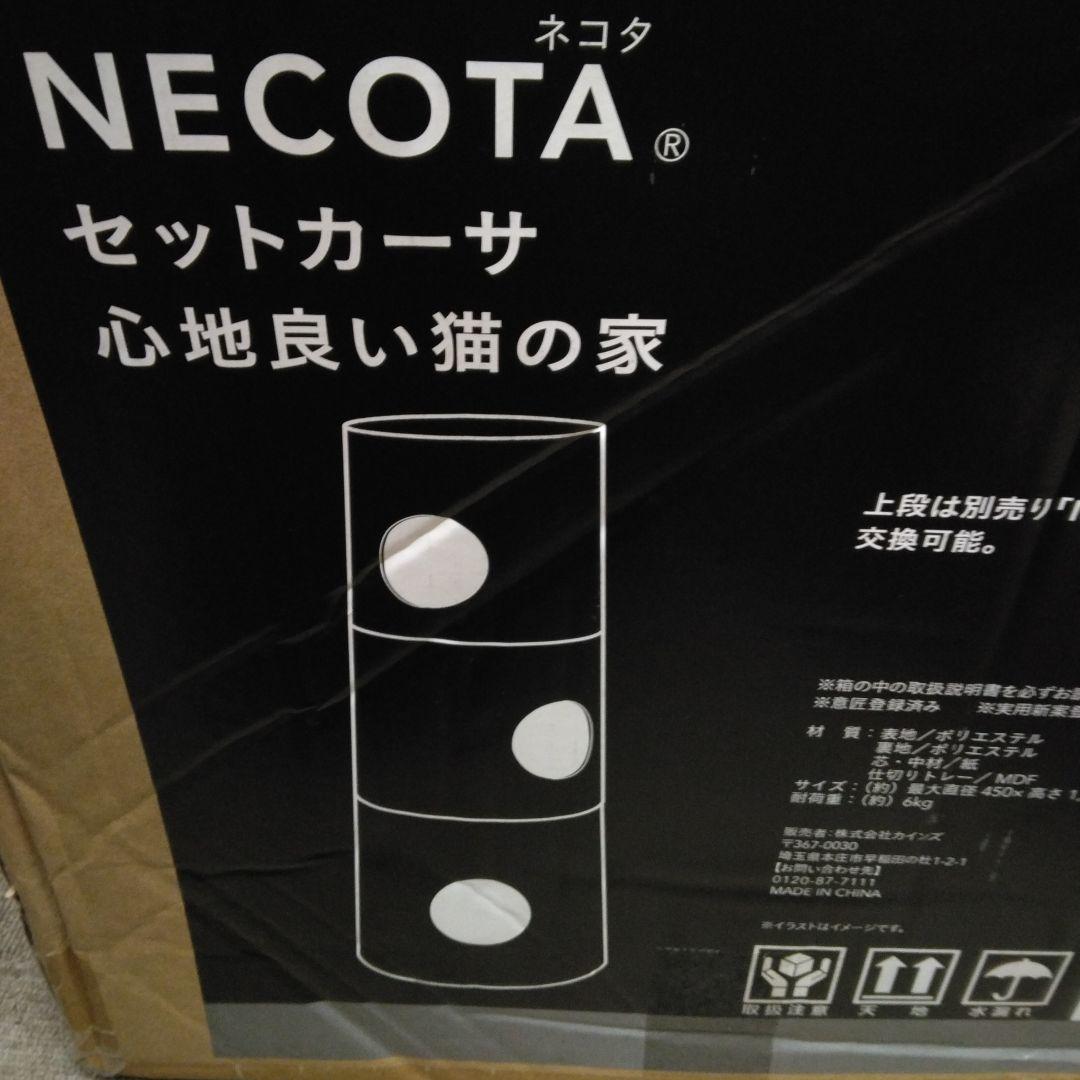 ネコタ
NECOTA®
セットカーサ
心地良い猫の家
上段は別売り「
交換可能。
※箱の中の取扱説明書を必ずお
※意匠登録済み ※実用新案登
材 質：表地／ポリエステル
裏地／ポリエステル
芯・中材／紙
仕切りトレー／MDF
サイズ：（約）最大直径 450× 高さ 1,
耐荷重：（約）6kg
販売者：株式会社カインズ
〒367-0030
埼玉県本庄市早稲田の杜1-2-1
【お問い合わせ先】
0120-87-7111
MADE IN CHINA
※イラストはイメージです。
取扱注意 天地 水濡れ